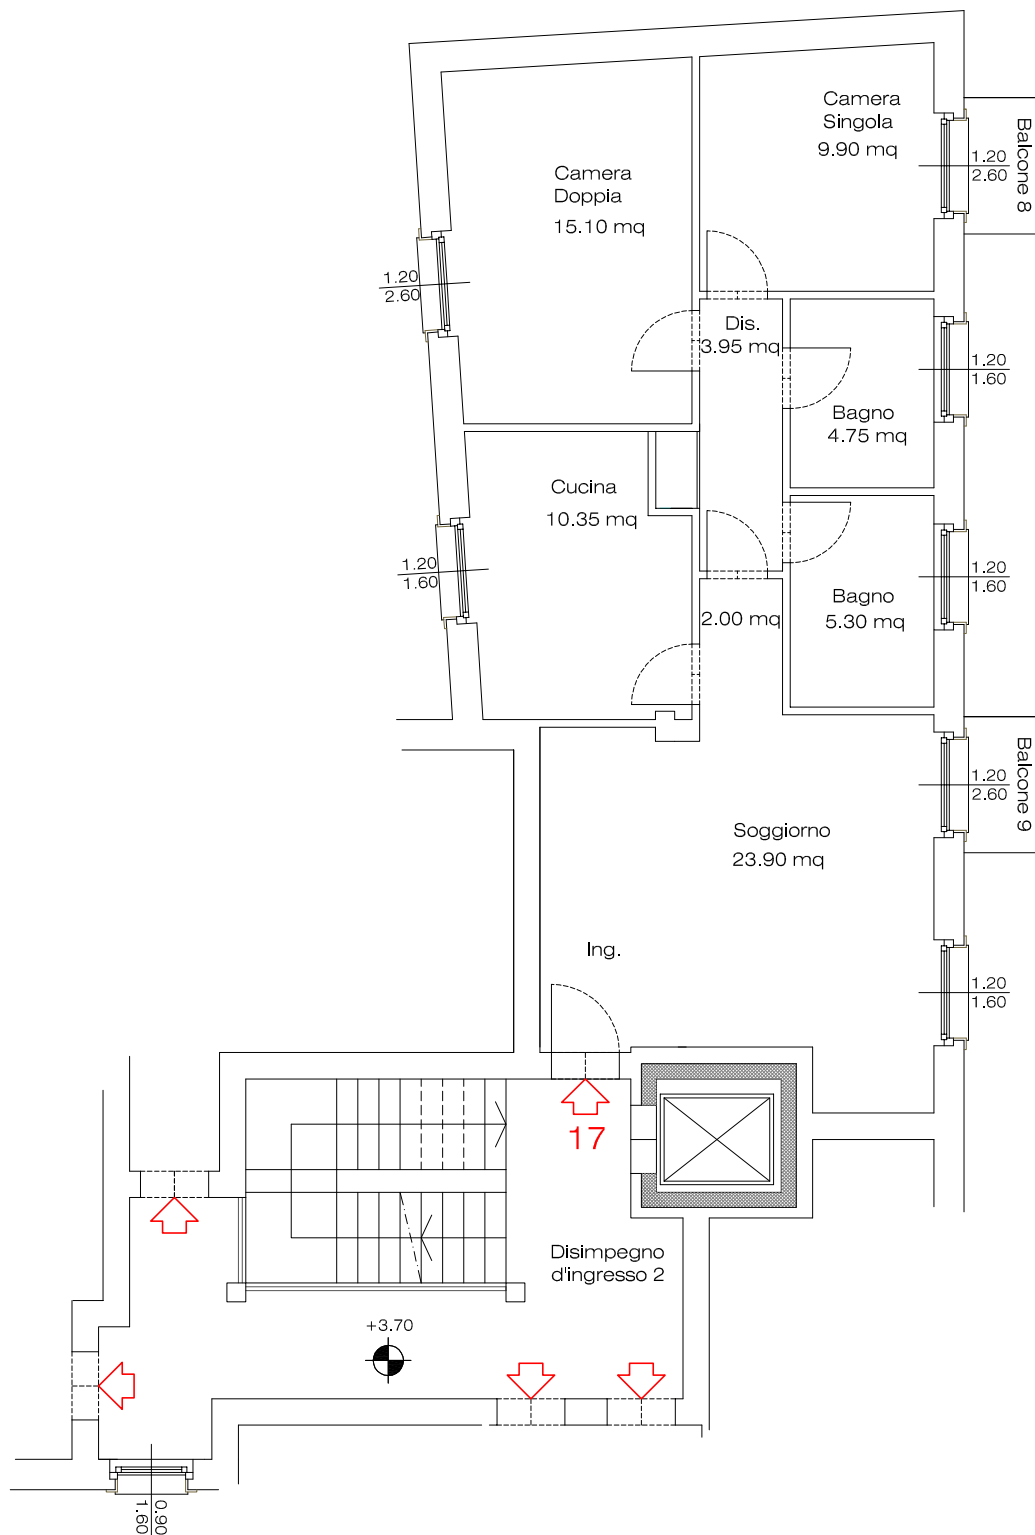 Camera
Singola
9.90 mq
Balcone 8
1.20
2.60
Camera
Doppia
15.10 mq
1.20
2.60
Dis.
3.95 mq
1.20
1.60
Bagno
4.75 mq
Cucina
10.35 mq
1.20
1.60
1.20
1.60
Bagno
5.30 mq
2.00 mq
1.20
2.60
Balcone 9
Soggiorno
23.90 mq
Ing.
1.20
1.60
17
Disimpegno
d'ingresso 2
+3.70
0.90
1.60